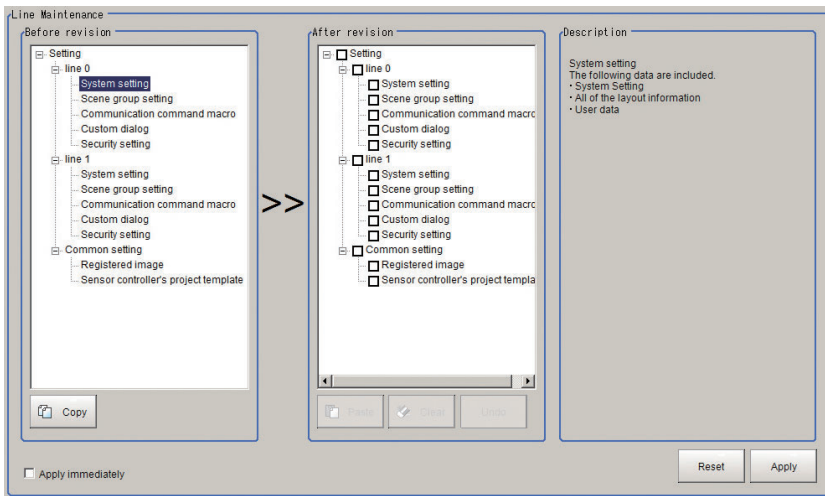 Line Maintenance
Before revision
Setting
line 0
System setting
Scene group setting
Communication command macro
Custom dialog
Security setting
line 1
System setting
Scene group setting
Communication command macro
Custom dialog
Security setting
Common setting
Registered image
Sensor controller's project template
Copy
>>
After revision
Setting
line 0
System setting
Scene group setting
Communication command macro
Custom dialog
Security setting
line 1
System setting
Scene group setting
Communication command macro
Custom dialog
Security setting
Common setting
Registered image
Sensor controller's project templa
Paste
Clear
Undo
Description
System setting
The following data are included.
・System Setting
・All of the layout information
・User data
Apply immediately
Reset
Apply